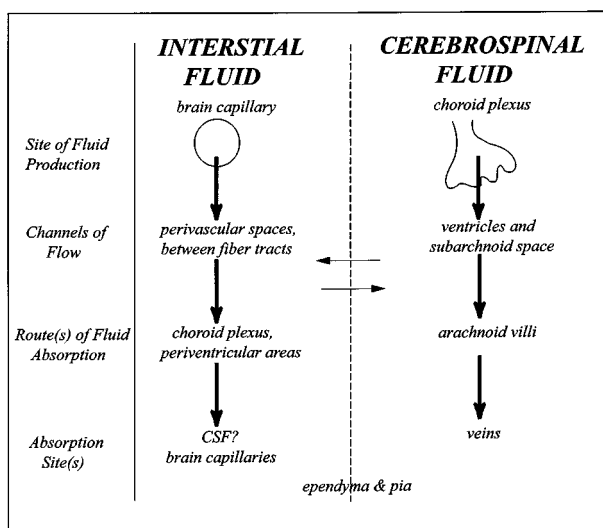 INTERSTIAL
FLUID
CEREBROSPINAL
FLUID
brain capillary
choroid plexus
Site of Fluid
Production
Channels of
Flow
perivascular spaces,
between fiber tracts
ventricles and
subarchnoid space
Route(s) of Fluid
Absorption
choroid plexus,
periventricular areas
arachnoid villi
Absorption
Site(s)
CSF?
brain capillaries
veins
ependyma & pia